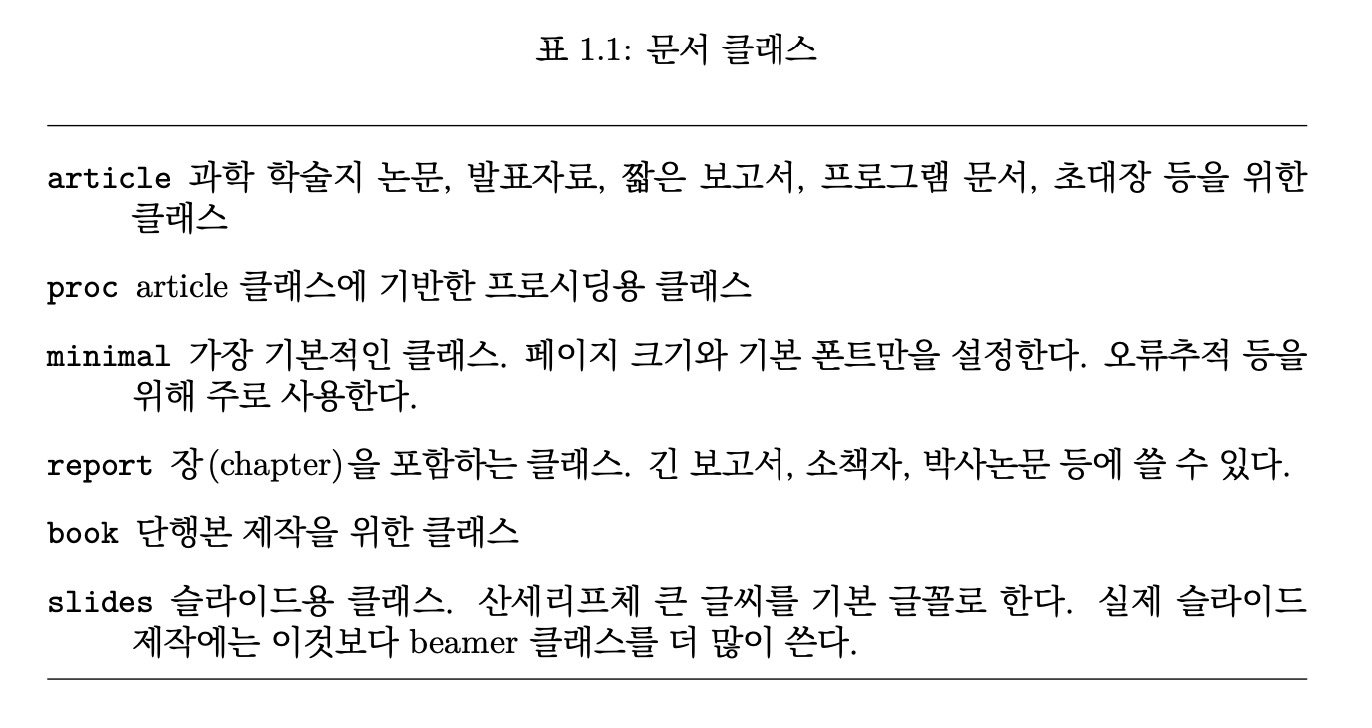 표 1.1: 문서 클래스
article 과학 학술지 논문, 발표자료, 짧은 보고서, 프로그램 문서, 초대장 등을 위한
클래스
proc article 클래스에 기반한 프로시딩용 클래스
minimal 가장 기본적인 클래스. 페이지 크기와 기본 폰트만을 설정한다. 오류추적 등을
위해 주로 사용한다.
report 장(chapter)을 포함하는 클래스. 긴 보고서, 소책자, 박사논문 등에 쓸 수 있다.
book 단행본 제작을 위한 클래스
slides 슬라이드용 클래스. 산세리프체 큰 글씨를 기본 글꼴로 한다. 실제 슬라이드
제작에는 이것보다 beamer 클래스를 더 많이 쓴다.